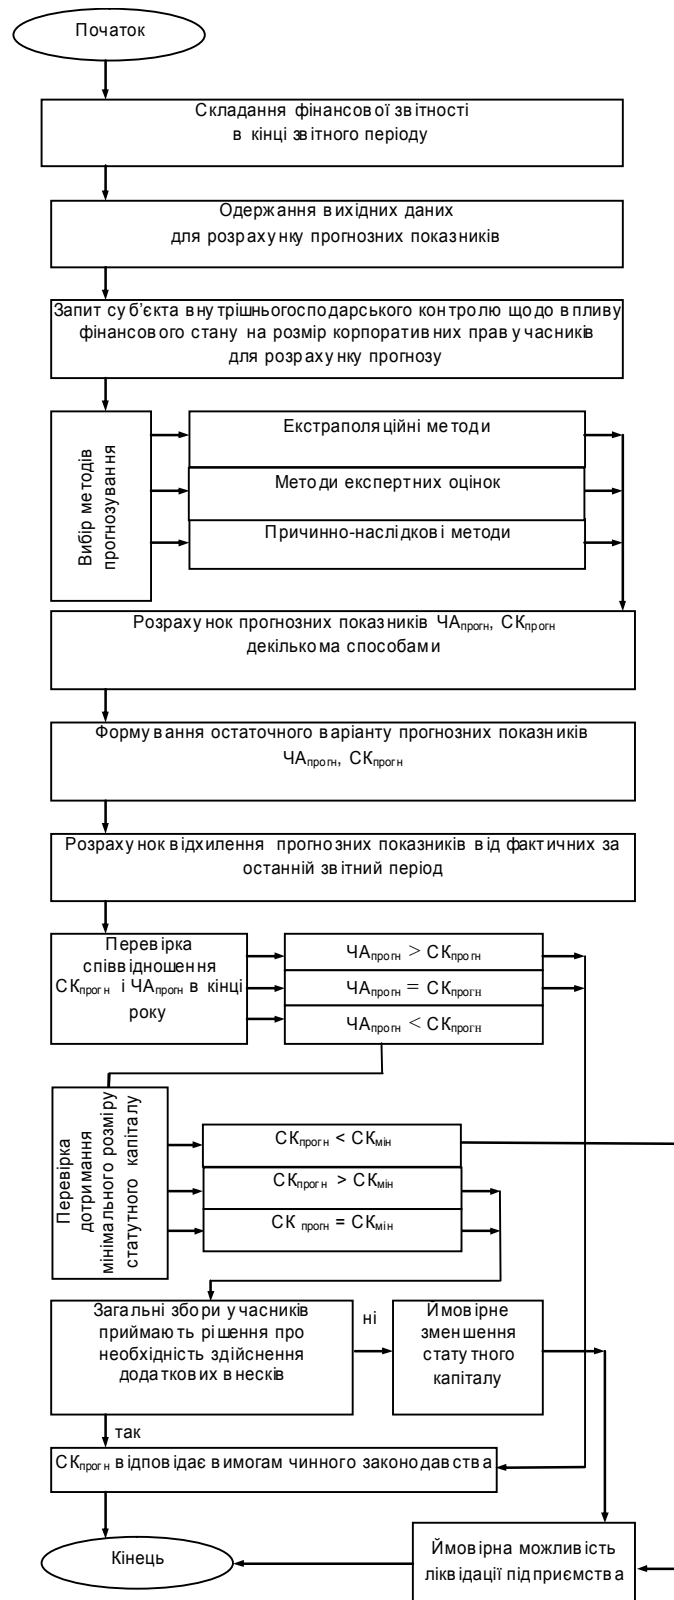 Початок
Складання фінансової звітності
в кінці звітного періоду
Одержання вихідних даних
для розрахунку прогнозних показників
Запит суб’єкта внутрішньогосподарського контролю щодо впливу
фінансового стану на розмір корпоративних прав учасників
для розрахунку прогнозу
Вибір методів
прогнозування
Екстраполяційні методи
Методи експертних оцінок
Причинно-наслідкові методи
Розрахунок прогнозних показників ЧАпрогн, СКпрогн
декількома способами
Формування остаточного варіанту прогнозних показників
ЧАпрогн, СКпрогн
Розрахунок відхилення прогнозних показників від фактичних за
останній звітний період
Перевірка
співвідношення
СКпрогн і ЧАпрогн в кінці
року
ЧАпрогн > СКпрогн
ЧАпрогн = СКпрогн
ЧАпрогн < СКпрогн
Перевірка
дотримання
мінімального розміру
статутного капіталу
СКпрогн < СКмін
СКпрогн > СКмін
СК прогн = СКмін
Загальні збори учасників
приймають рішення про
необхідність здійснення
додаткових внесків
ні
Ймовірне
зменшення
статутного
капіталу
так
СКпрогн відповідає вимогам чинного законодавства
Кінець
Ймовірна можливість
ліквідації підприємства